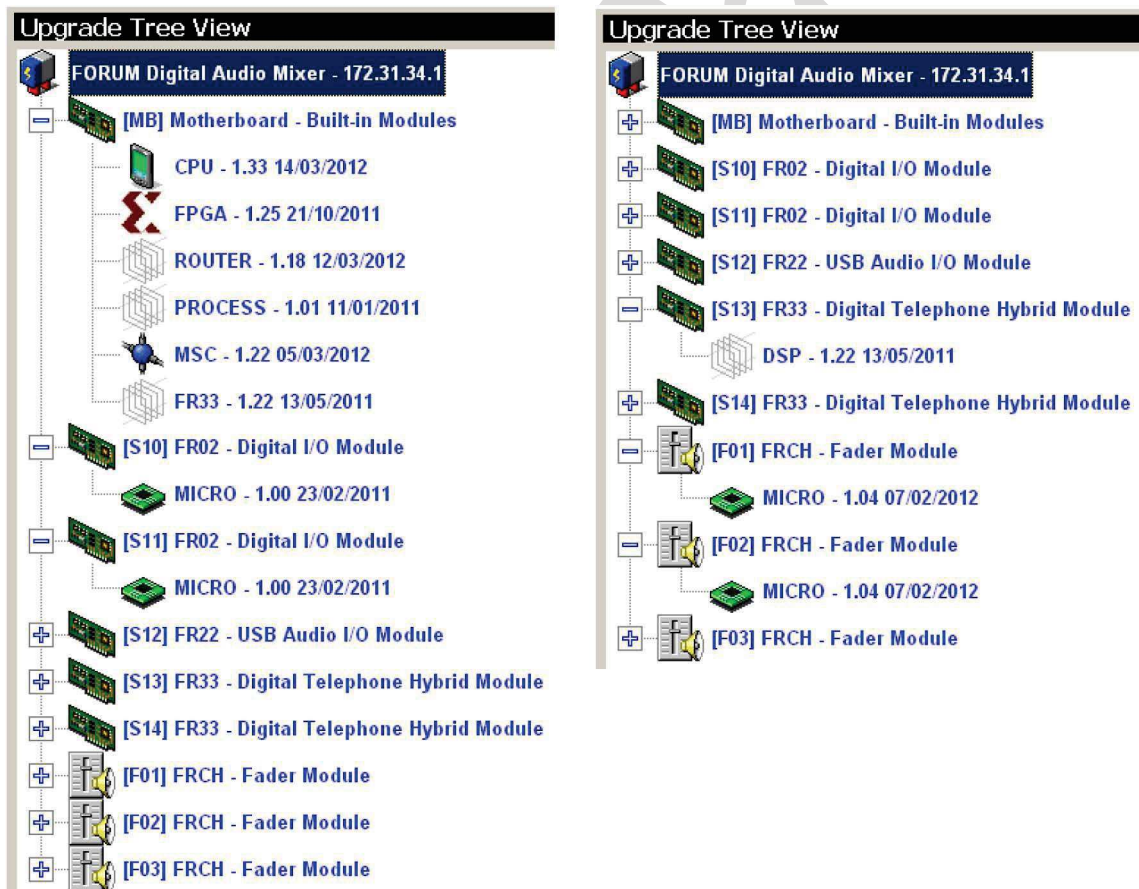 Upgrade Tree View
FORUM Digital Audio Mixer - 172.31.34.1
[MB] Motherboard - Built-in Modules
CPU - 1.33 14/03/2012
FPGA - 1.25 21/10/2011
ROUTER - 1.18 12/03/2012
PROCESS - 1.01 11/01/2011
MSC - 1.22 05/03/2012
FR33 - 1.22 13/05/2011
[S10] FR02 - Digital I/O Module
MICRO - 1.00 23/02/2011
[S11] FR02 - Digital I/O Module
MICRO - 1.00 23/02/2011
[S12] FR22 - USB Audio I/O Module
[S13] FR33 - Digital Telephone Hybrid Module
[S14] FR33 - Digital Telephone Hybrid Module
[F01] FRCH - Fader Module
[F02] FRCH - Fader Module
[F03] FRCH - Fader Module
Upgrade Tree View
FORUM Digital Audio Mixer - 172.31.34.1
[MB] Motherboard - Built-in Modules
[S10] FR02 - Digital I/O Module
[S11] FR02 - Digital I/O Module
[S12] FR22 - USB Audio I/O Module
[S13] FR33 - Digital Telephone Hybrid Module
DSP - 1.22 13/05/2011
[S14] FR33 - Digital Telephone Hybrid Module
[F01] FRCH - Fader Module
MICRO - 1.04 07/02/2012
[F02] FRCH - Fader Module
MICRO - 1.04 07/02/2012
[F03] FRCH - Fader Module